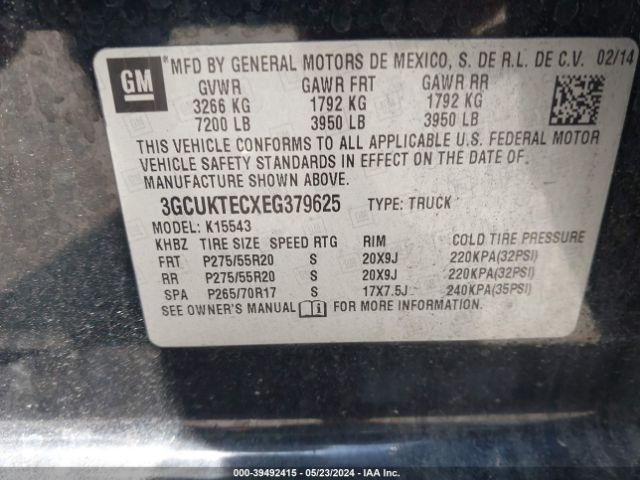 GM
*MFD BY GENERAL MOTORS DE MEXICO, S. DE R.L. DE C.V. 02/14
GVWR GAWR FRT GAWR RR
3266 KG 1792 KG 1792 KG
7200 LB 3950 LB 3950 LB
THIS VEHICLE CONFORMS TO ALL APPLICABLE U.S. FEDERAL MOTOR
VEHICLE SAFETY STANDARDS IN EFFECT ON THE DATE OF
MANUFACTURE SHOWN ABOVE.
3GCUKTECXEG379625 TYPE: TRUCK
MODEL: K15543
KHBZ TIRE SIZE SPEED RTG RIM COLD TIRE PRESSURE
FRT P275/55R20 S 20X9J 220KPA(32PSI)
RR P275/55R20 S 20X9J 220KPA(32PSI)
SPA P265/70R17 S 17X7.5J 240KPA(35PSI)
SEE OWNER'S MANUAL i FOR MORE INFORMATION.
000-39492415 - 05/23/2024 - IAA Inc.